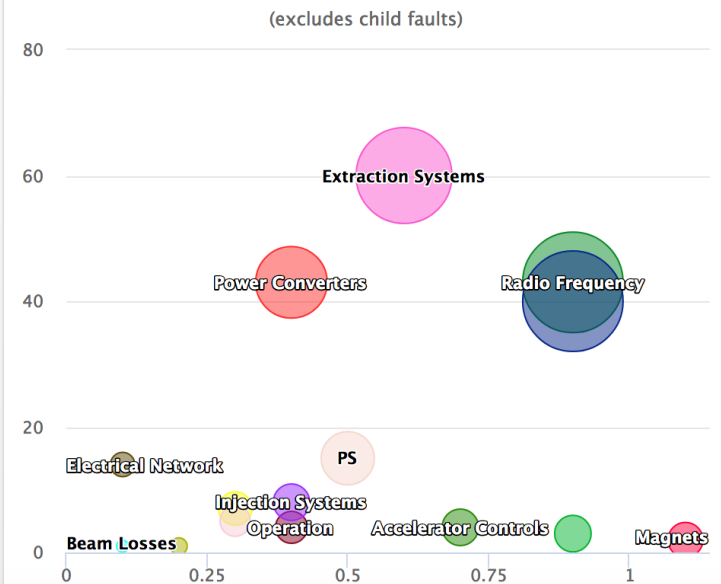 (excludes child faults)
80
60
Extraction Systems
Power Converters
Radio Frequency
40
20
PS
Electrical Network
Injection Systems
Operation
Accelerator Controls
Magnets
Beam Losses
0
0
0.25
0.5
0.75
1